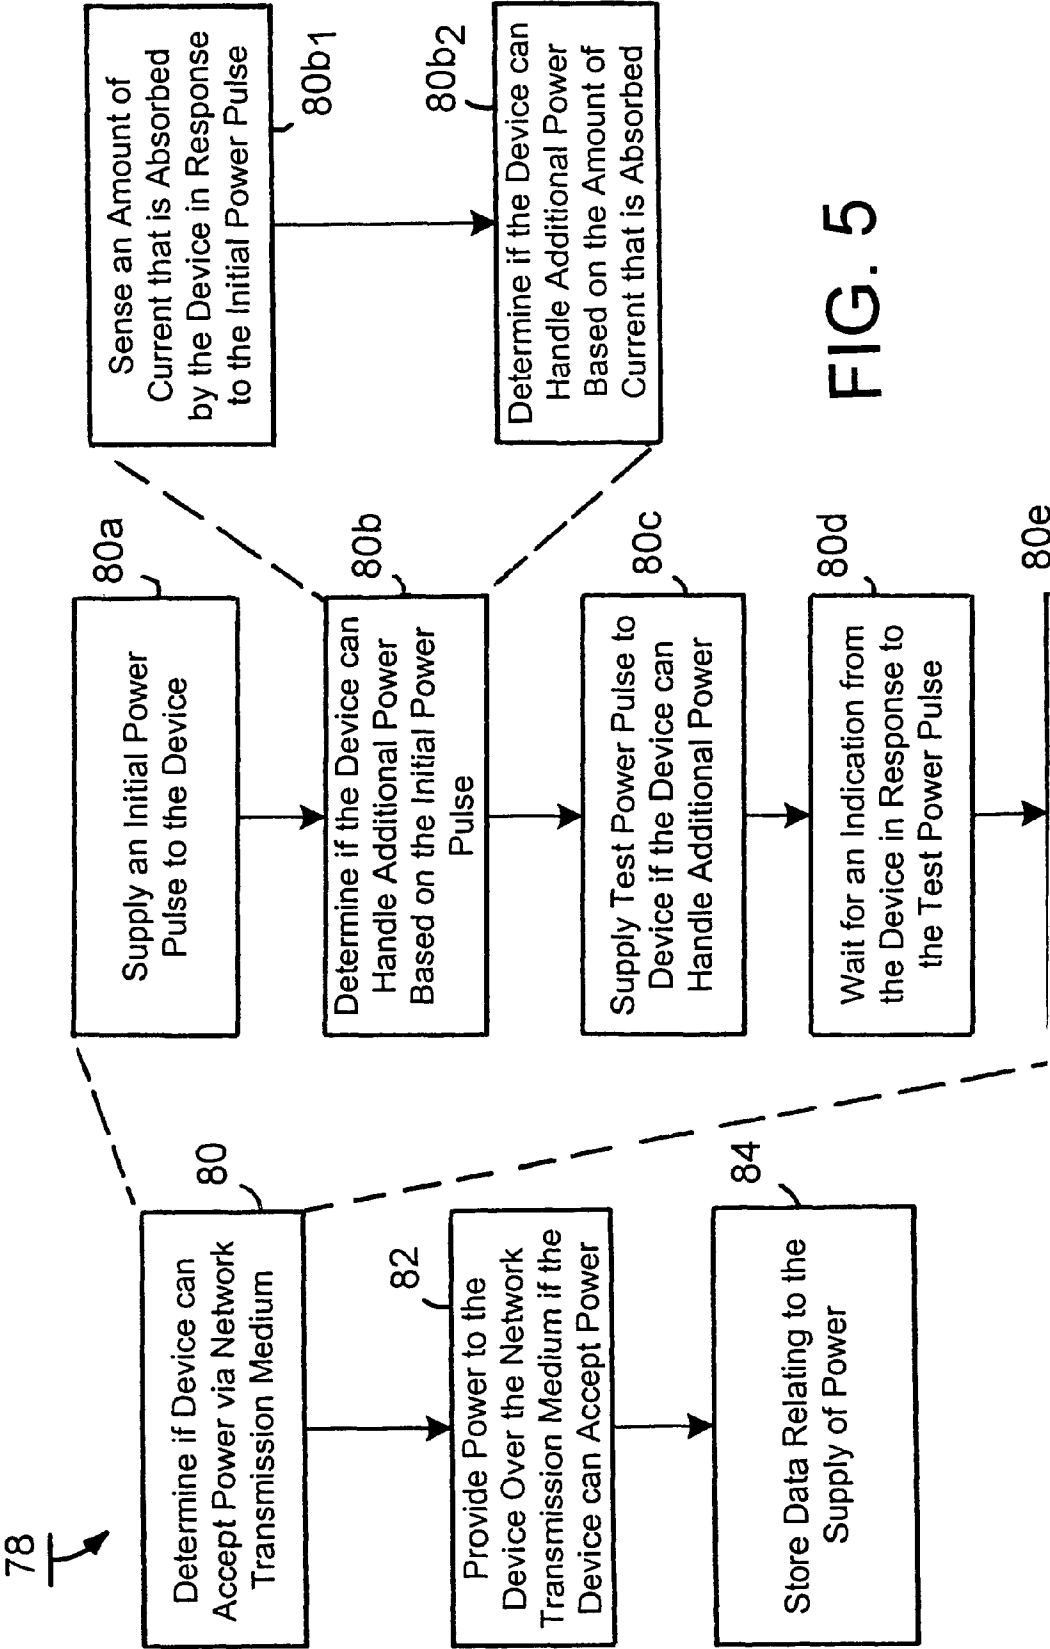 78
80
Determine if Device can
Accept Power via Network
Transmission Medium
82
Provide Power to the
Device Over the Network
Transmission Medium if the
Device can Accept Power
84
Store Data Relating to the
Supply of Power
80a
Supply an Initial Power
Pulse to the Device
80b
Determine if the Device can
Handle Additional Power
Based on the Initial Power
Pulse
80c
Supply Test Power Pulse to
Device if the Device can
Handle Additional Power
80d
Wait for an Indication from
the Device in Response to
the Test Power Pulse
80e
Sense an Amount of
Current that is Absorbed
by the Device in Response
to the Initial Power Pulse
80b1
80b2
Determine if the Device can
Handle Additional Power
Based on the Amount of
Current that is Absorbed
FIG. 5